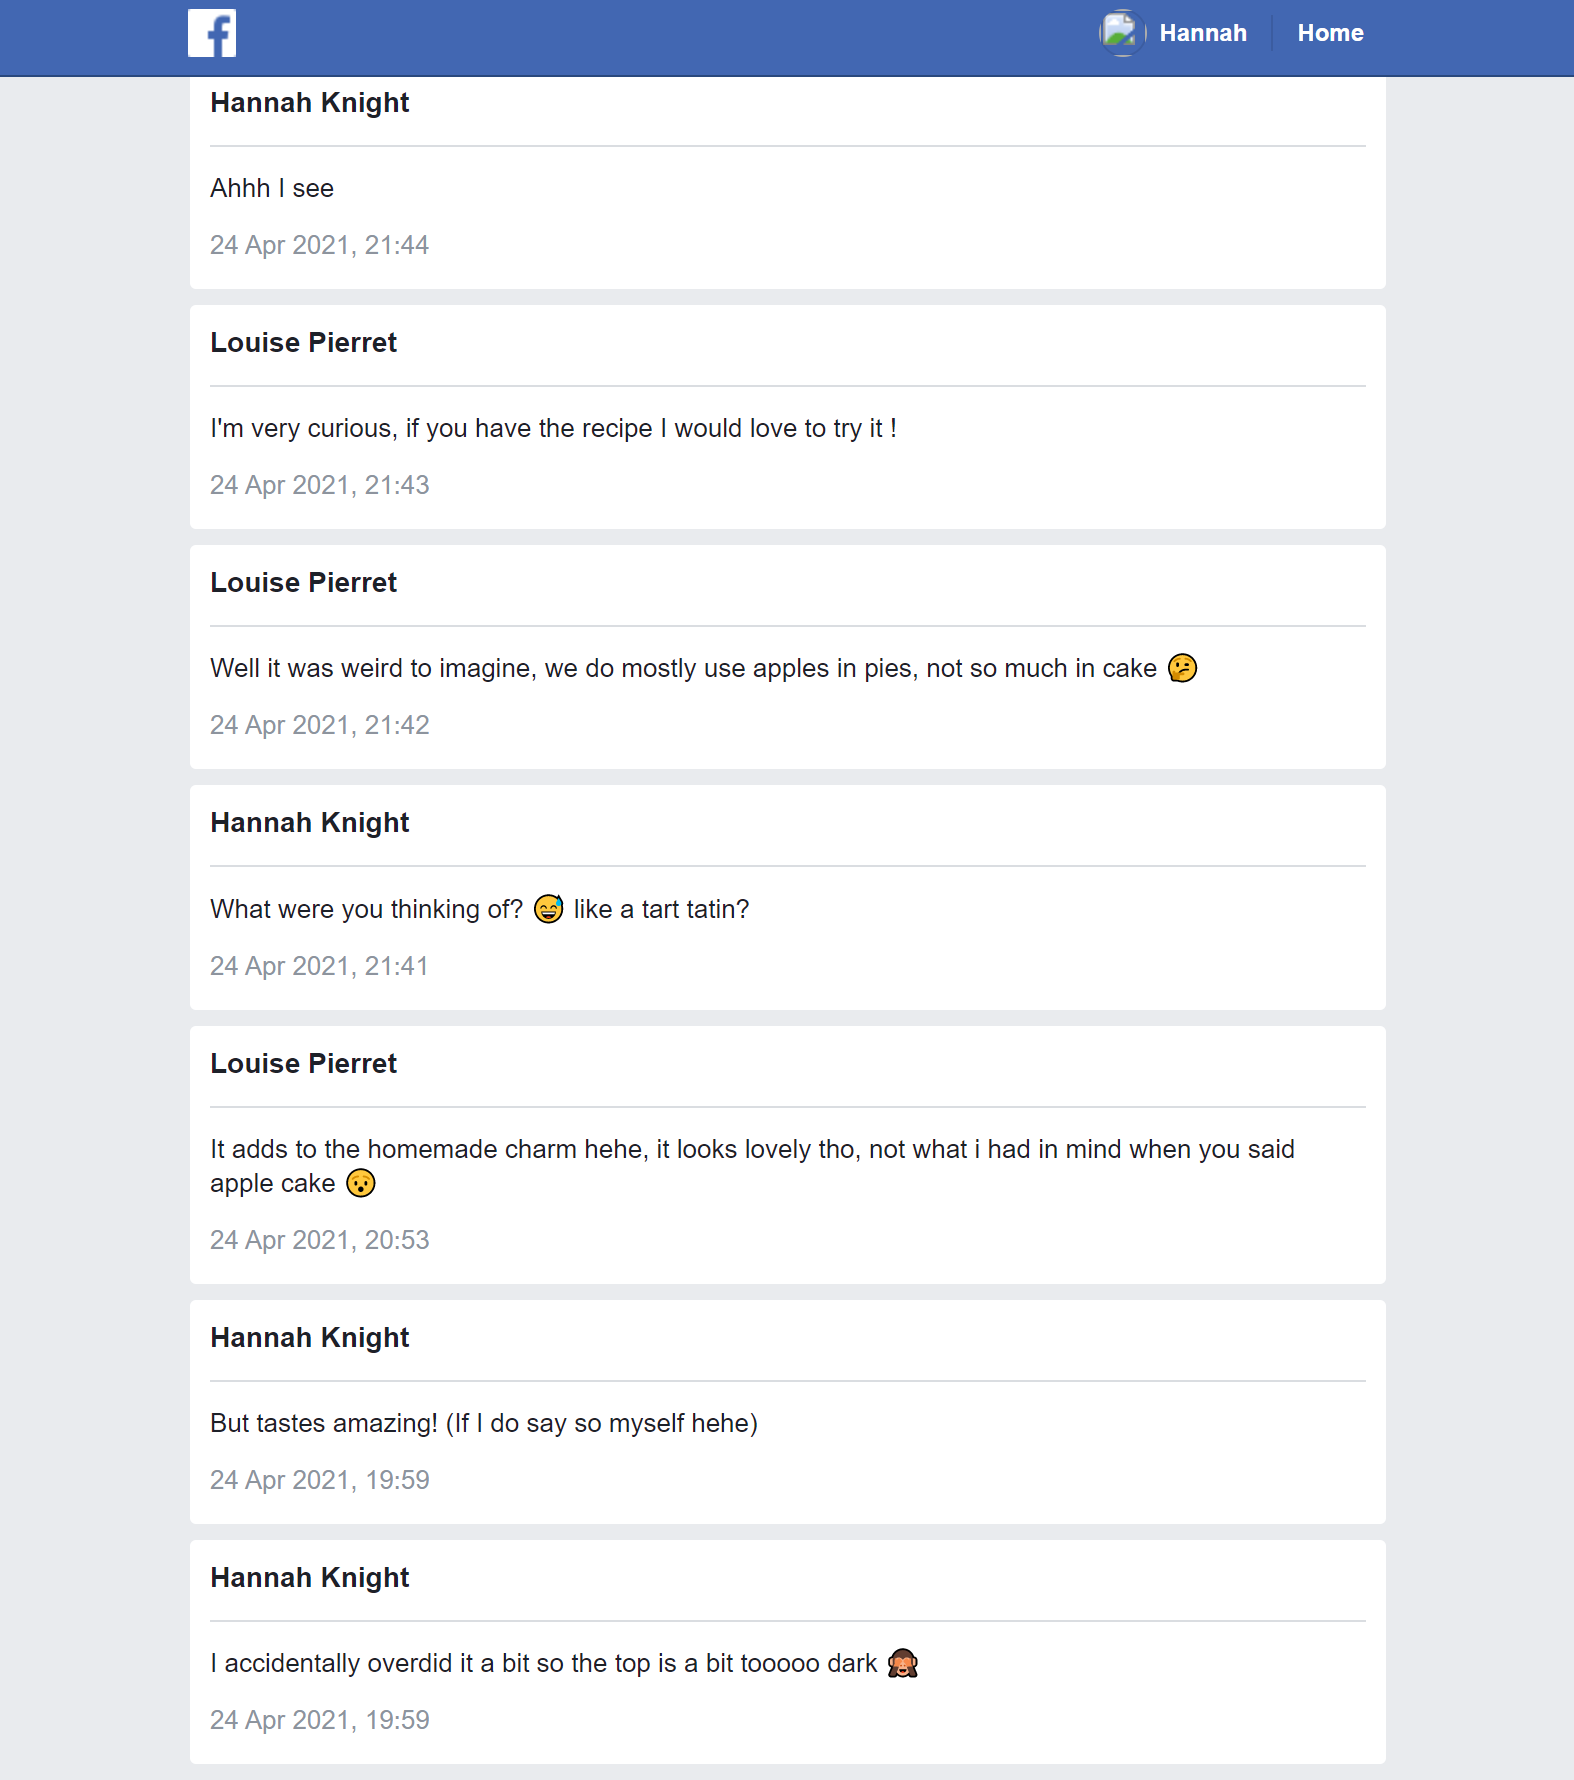 Hannah
Home
Hannah Knight
Ahhh I see
24 Apr 2021, 21:44
Louise Pierret
I'm very curious, if you have the recipe I would love to try it !
24 Apr 2021, 21:43
Louise Pierret
Well it was weird to imagine, we do mostly use apples in pies, not so much in cake 🤔
24 Apr 2021, 21:42
Hannah Knight
What were you thinking of? 😅 like a tart tatin?
24 Apr 2021, 21:41
Louise Pierret
It adds to the homemade charm hehe, it looks lovely tho, not what i had in mind when you said
apple cake 😯
24 Apr 2021, 20:53
Hannah Knight
But tastes amazing! (If I do say so myself hehe)
24 Apr 2021, 19:59
Hannah Knight
I accidentally overdid it a bit so the top is a bit tooooo dark 🙈
24 Apr 2021, 19:59